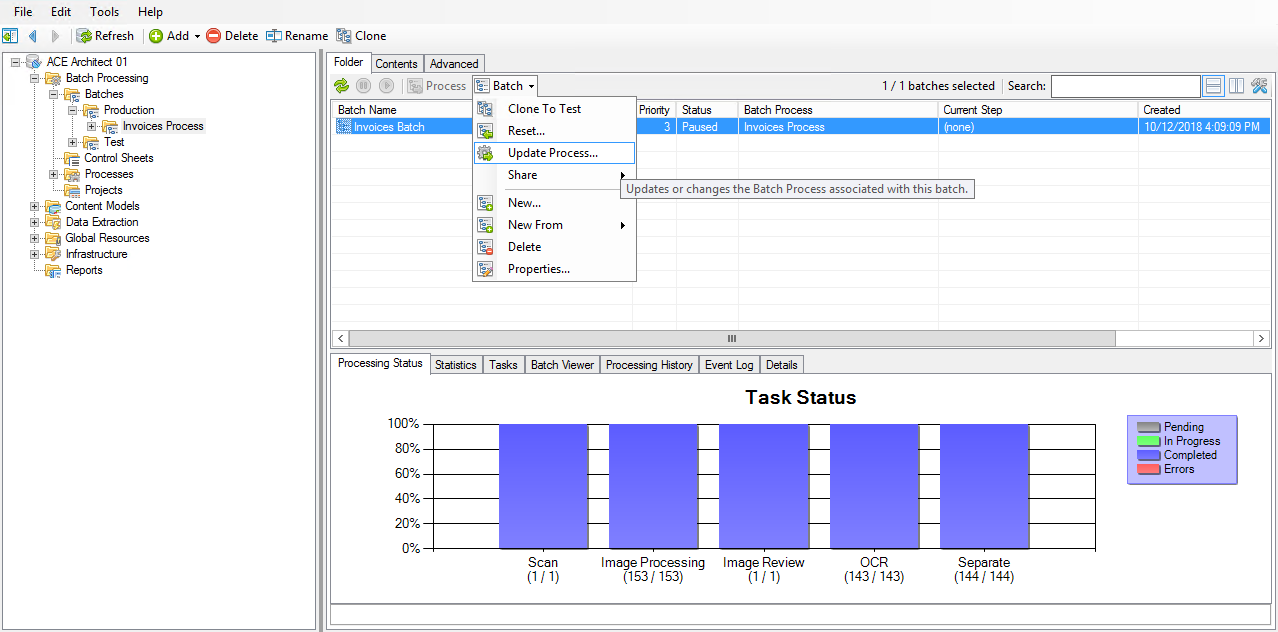 File Edit Tools Help
Refresh Add Delete Rename Clone
ACE Architect 01
Batch Processing
Batches
Production
Invoices Process
Test
Control Sheets
Processes
Projects
Content Models
Data Extraction
Global Resources
Infrastructure
Reports
Folder Contents Advanced
Process Batch 1 / 1 batches selected Search:
Batch Name Priority Status Batch Process Current Step Created
Invoices Batch 3 Paused Invoices Process (none) 10/12/2018 4:09:09 PM
Clone To Test
Reset...
Update Process...
Share
Updates or changes the Batch Process associated with this batch.
New...
New From
Delete
Properties...
Processing Status Statistics Tasks Batch Viewer Processing History Event Log Details
Task Status
100%
80%
60%
40%
20%
0%
Scan Image Processing Image Review OCR Separate
(1 / 1) (153 / 153) (1 / 1) (143 / 143) (144 / 144)
Pending
In Progress
Completed
Errors